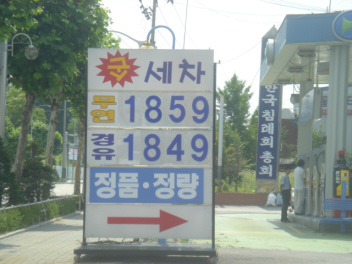 굿 세차
무연 1859
경유 1849
정품·정량
한국침례회총회